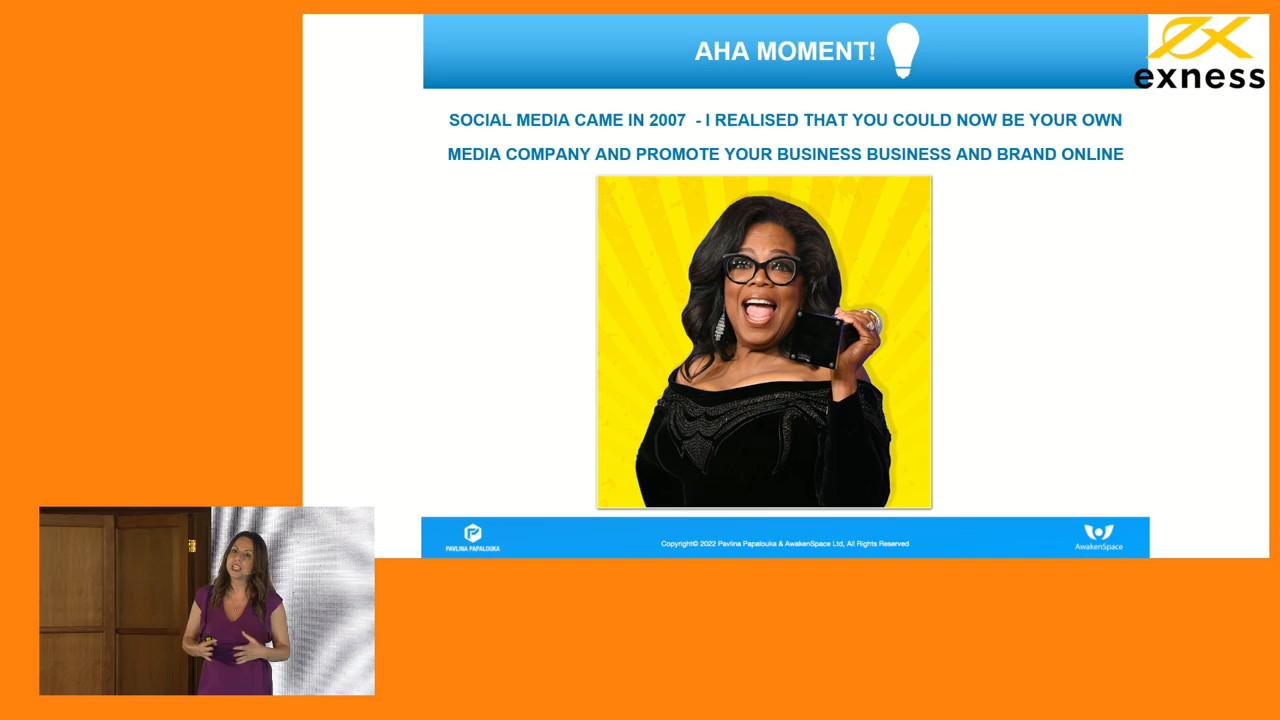 AHA MOMENT!
exness
SOCIAL MEDIA CAME IN 2007 - I REALISED THAT YOU COULD NOW BE YOUR OWN
MEDIA COMPANY AND PROMOTE YOUR BUSINESS BUSINESS AND BRAND ONLINE
PAVLINA PAPALOUKA
Copyright© 2022 Pavlina Papalouka & AwakenSpace Ltd, All Rights Reserved
AwakenSpace